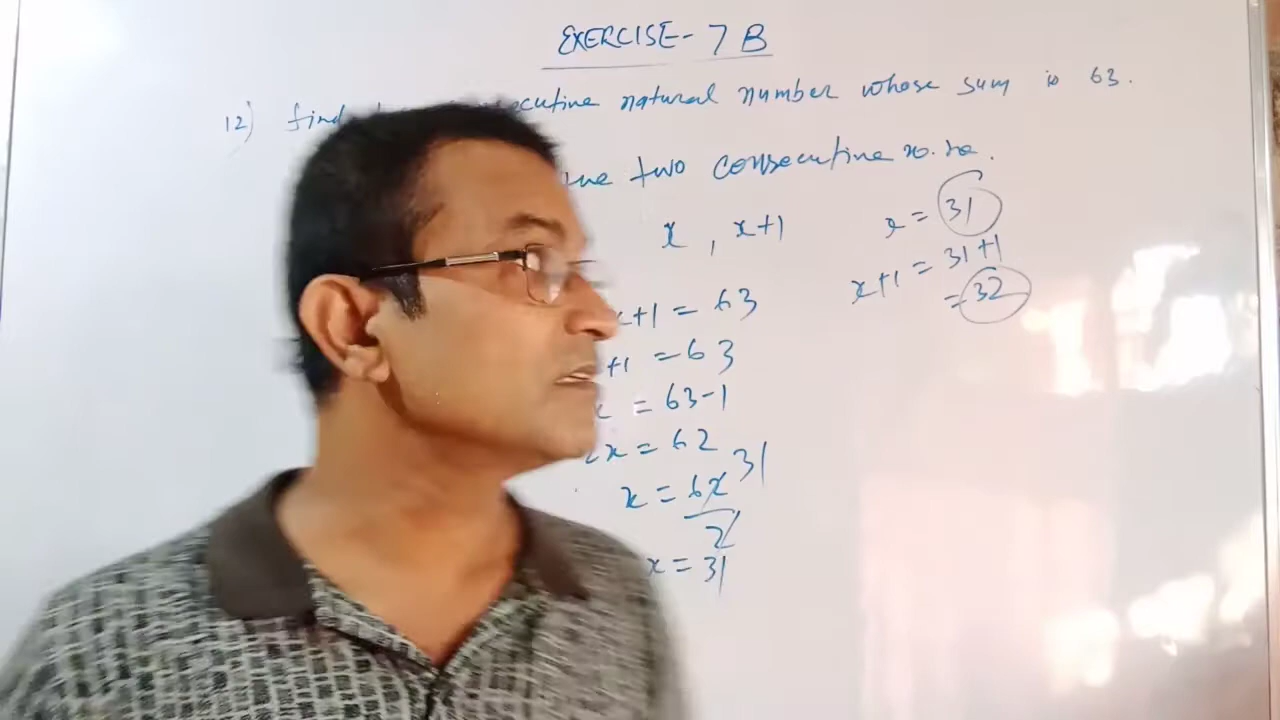 EXERCISE- 7 B
12) find consecutive natural number whose sum is 63.
two consecutive no. be.
x , x+1
x = 31
x+1 = 31+1
= 32
x+1 = 63
+1 = 63
x = 63-1
2x = 62
x = 62 31
2
x = 31